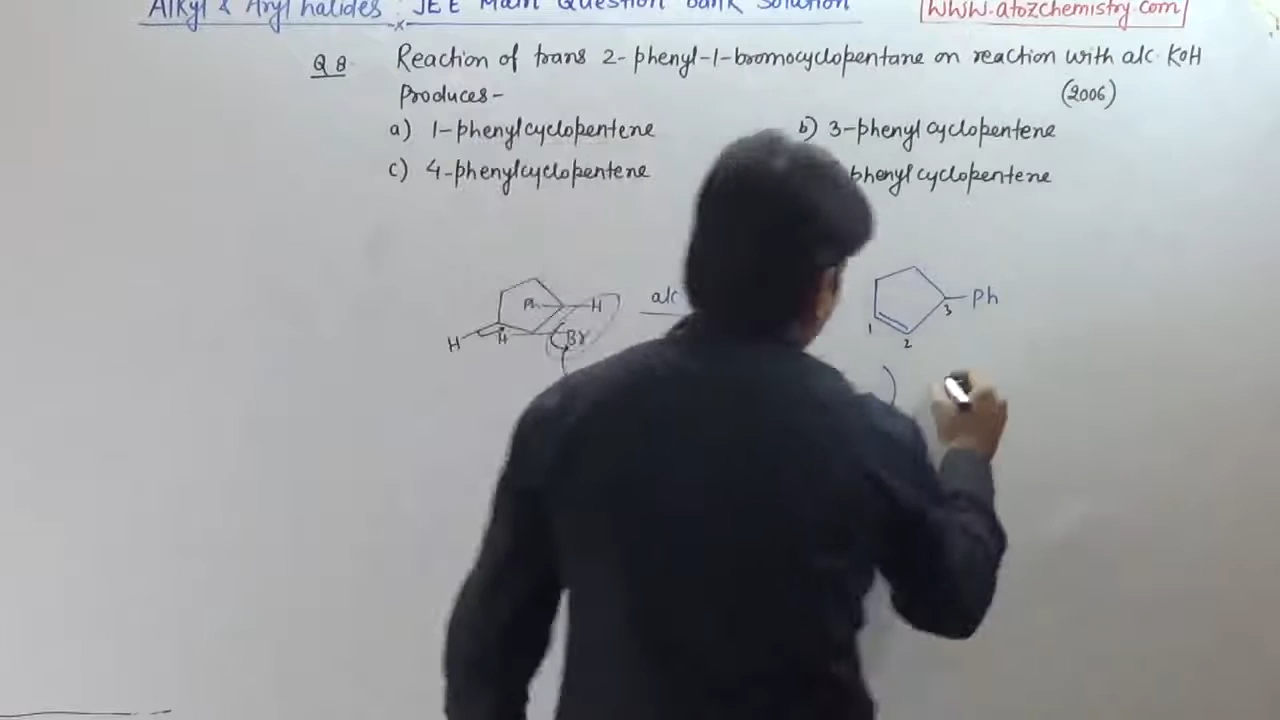 Alkyl & Aryl halides : JEE Main Question bank Solution
www.atozchemistry.com
Q 8. Reaction of trans 2-phenyl-1-bromocyclopentane on reaction with alc. KOH
Produces- (2006)
a) 1-phenylcyclopentene b) 3-phenylcyclopentene
c) 4-phenylcyclopentene phenylcyclopentene
Ph H alc
H H Br
Ph
1 2 3